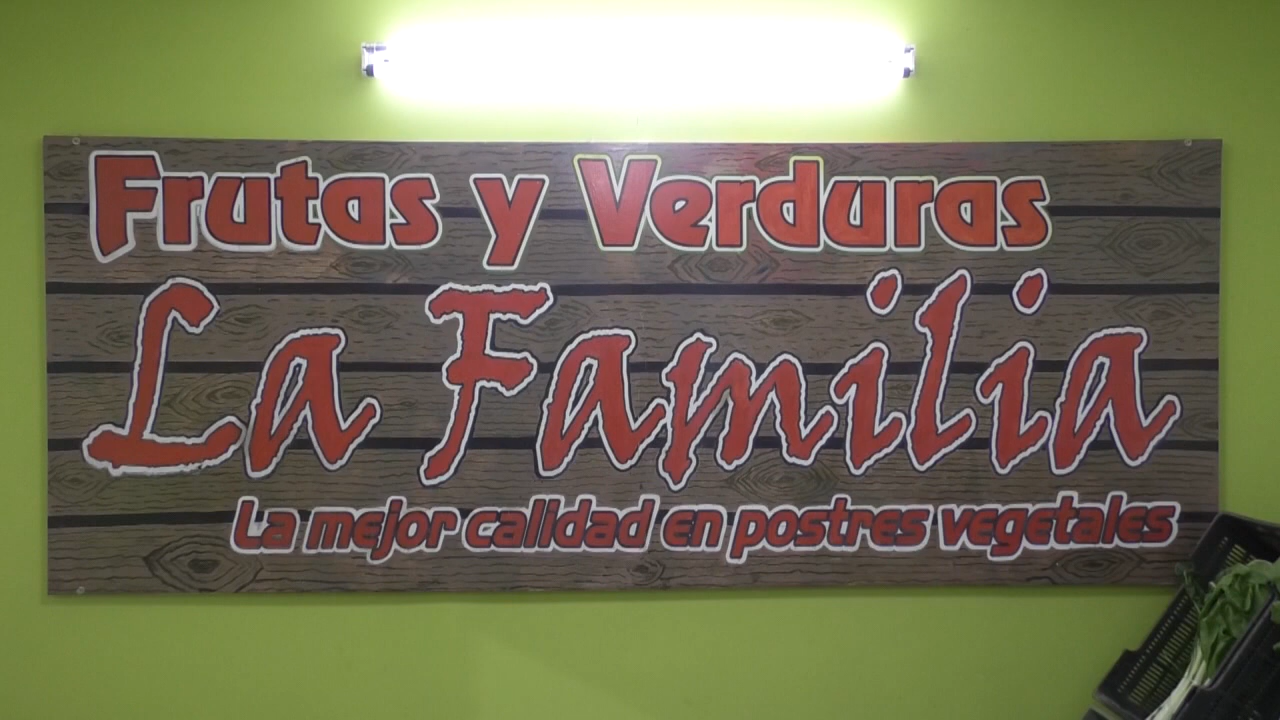 Frutas y Verduras
La Familia
La mejor calidad en postres vegetales